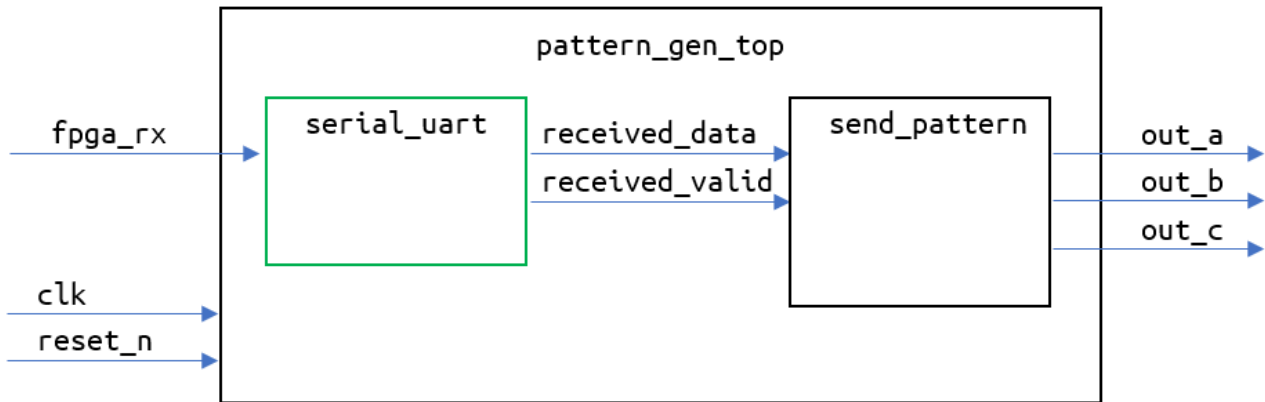 pattern_gen_top
serial_uart
send_pattern
fpga_rx
received_data
received_valid
out_a
out_b
out_c
clk
reset_n